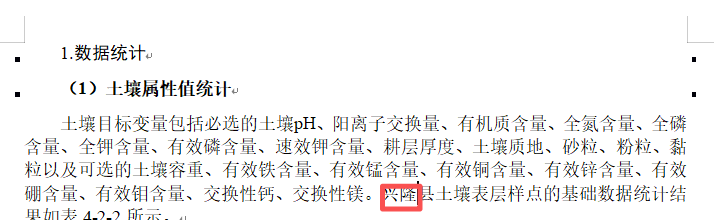 1.数据统计
（1）土壤属性值统计
土壤目标变量包括必选的土壤pH、阳离子交换量、有机质含量、全氮含量、全磷
含量、全钾含量、有效磷含量、速效钾含量、耕层厚度、土壤质地、砂粒、粉粒、黏
粒以及可选的土壤容重、有效铁含量、有效锰含量、有效铜含量、有效锌含量、有效
硼含量、有效钼含量、交换性钙、交换性镁。兴隆县土壤表层样点的基础数据统计结
果如表 4-2-2 所示。